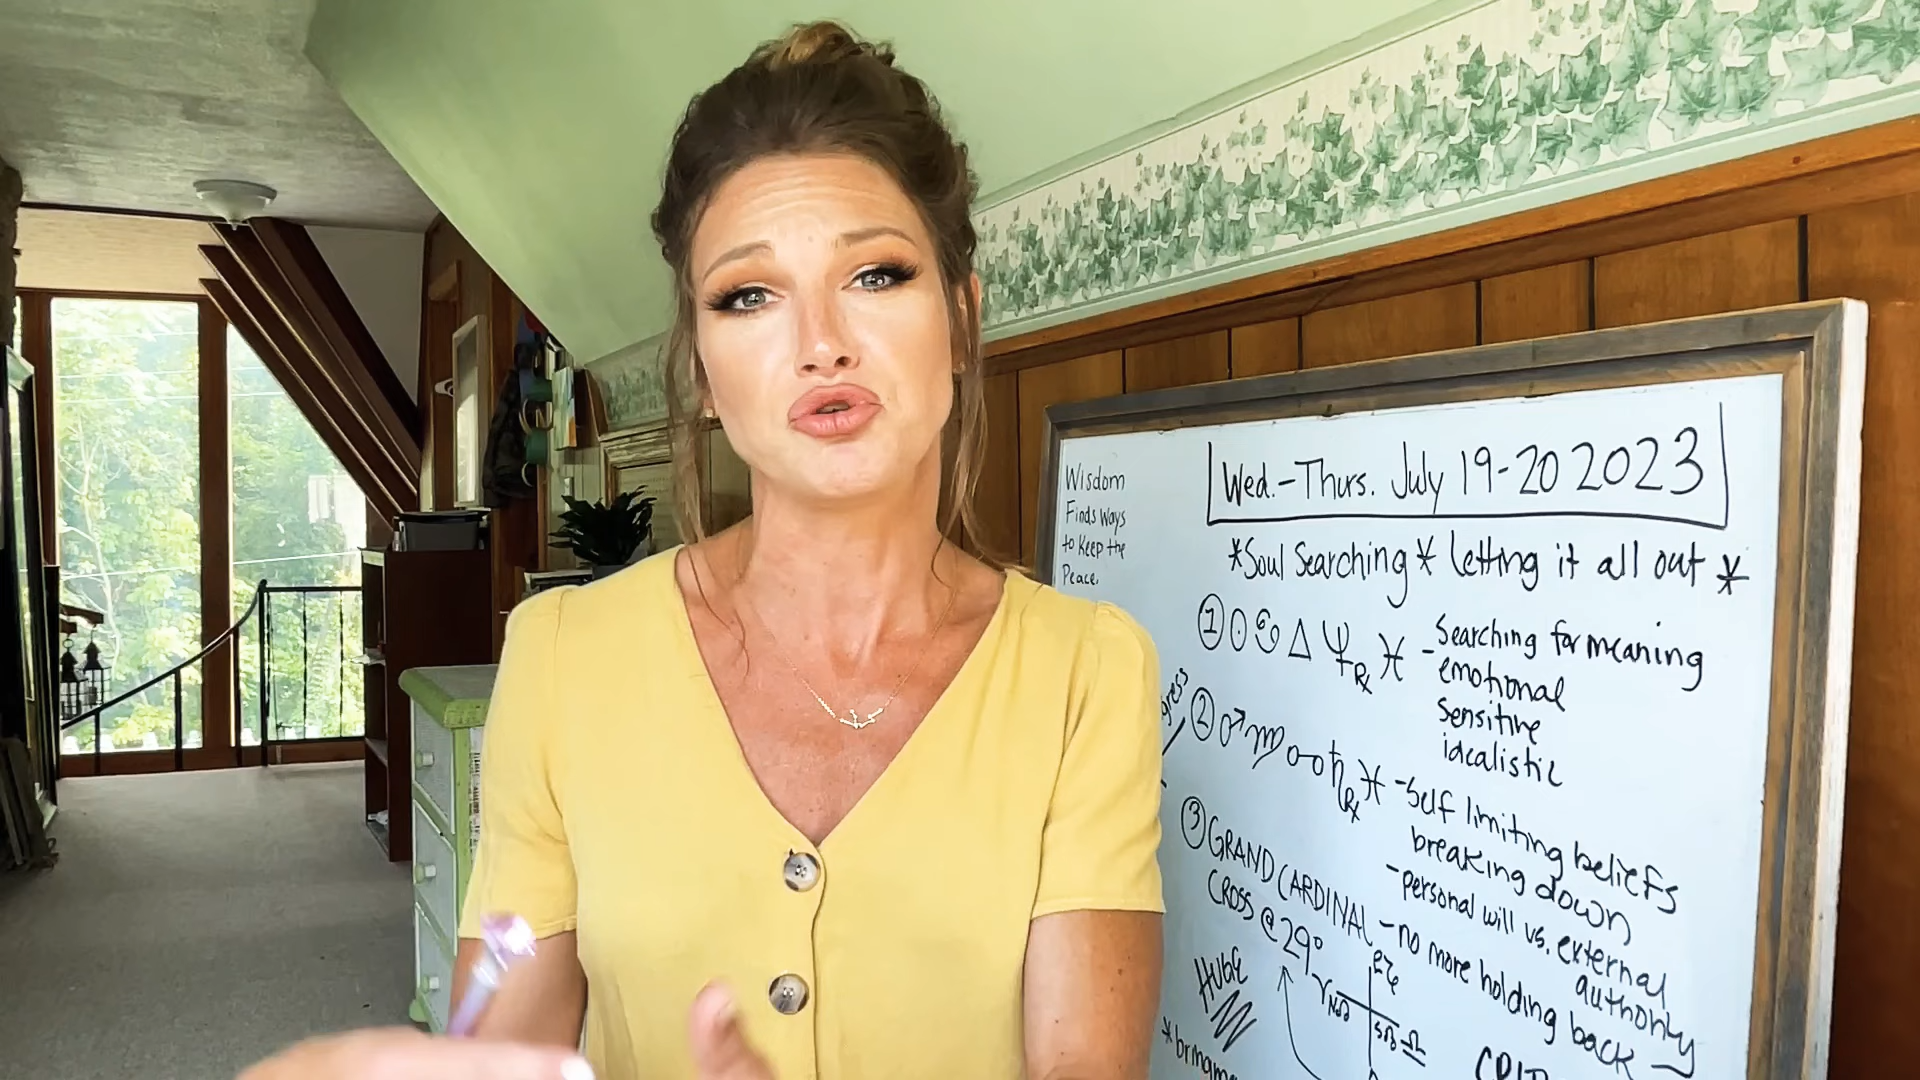 Wisdom
Finds Ways
to Keep the
Peace.
Wed.-Thurs. July 19-20 2023
*Soul Searching * letting it all out *
① ☉ ♋ △ ♆ ℞ ♓ - Searching for meaning
emotional
sensitive
idealistic
② ♂ ♍ ☍ ♄ ℞ ♓ - Self limiting beliefs
breaking down
- personal will vs. external
authority
③ GRAND CARDINAL - no more holding back
CROSS @ 29°
HUGE